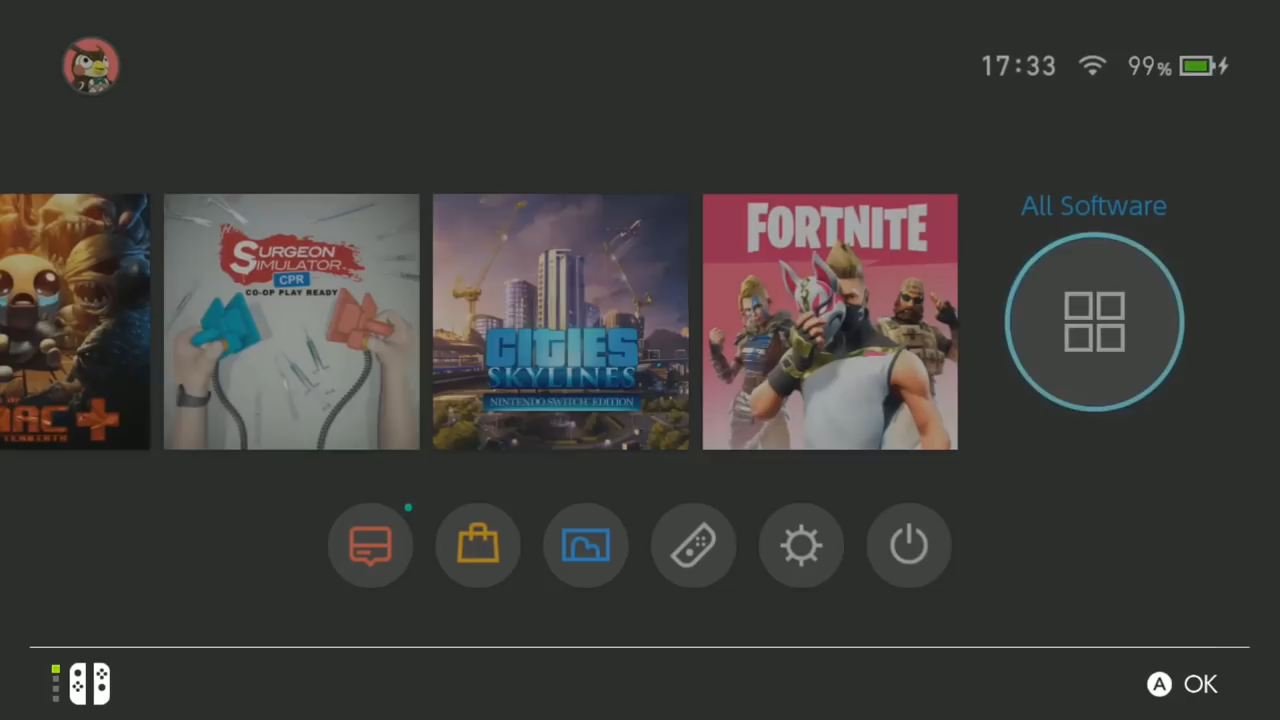 17:33
99%
All Software
SURGEON
SIMULATOR
CPR
CO-OP PLAY READY
CITIES
SKYLINES
NINTENDO SWITCH EDITION
FORTNITE
A OK